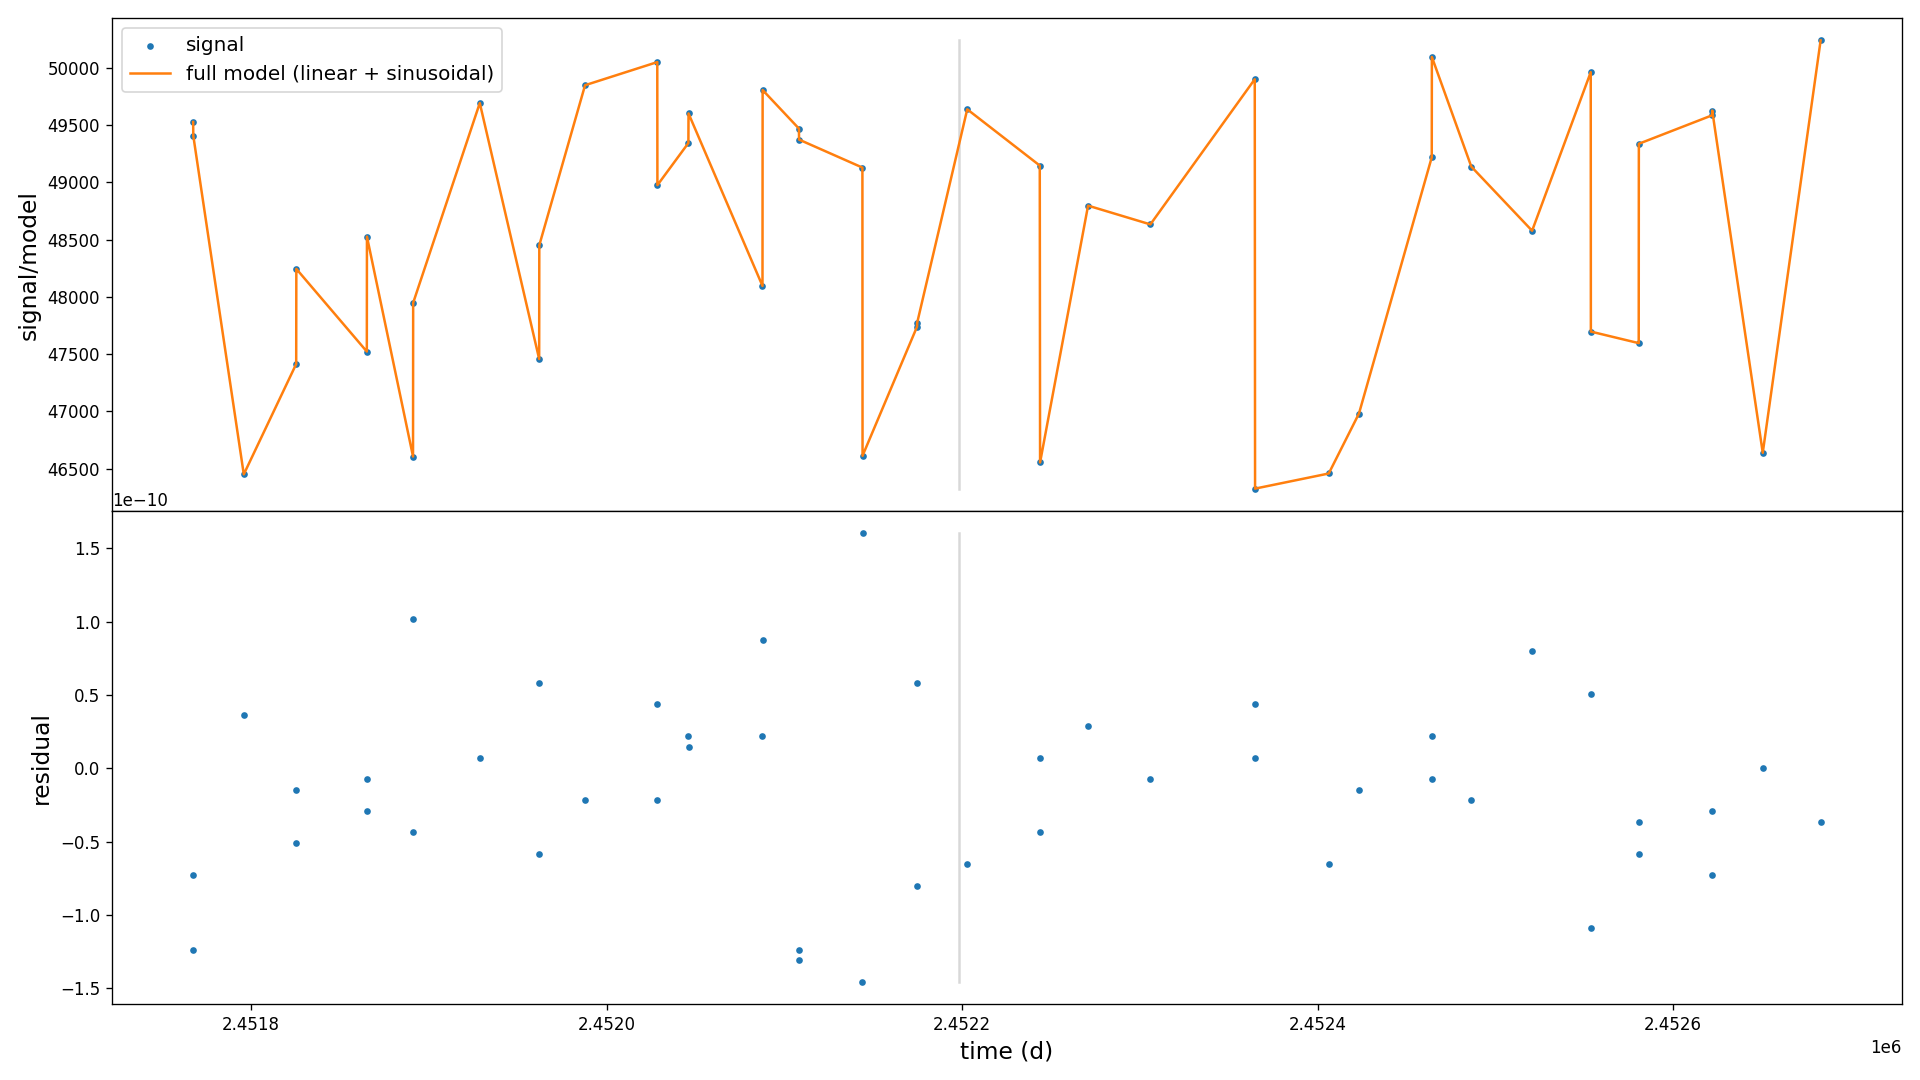 signal
full model (linear + sinusoidal)
50000
49500
49000
48500
48000
47500
47000
46500
signal/model
1e−10
1.5
1.0
0.5
0.0
−0.5
−1.0
−1.5
residual
2.4518
2.4520
2.4522
2.4524
2.4526
time (d)
1e6